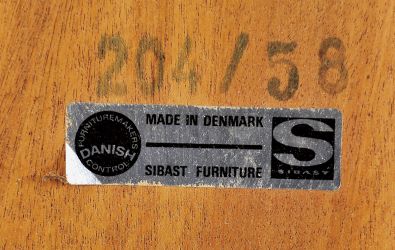 204/58
FURNITUREMAKERS
DANISH
CONTROL
MADE IN DENMARK
SIBAST FURNITURE
S
SIBAST